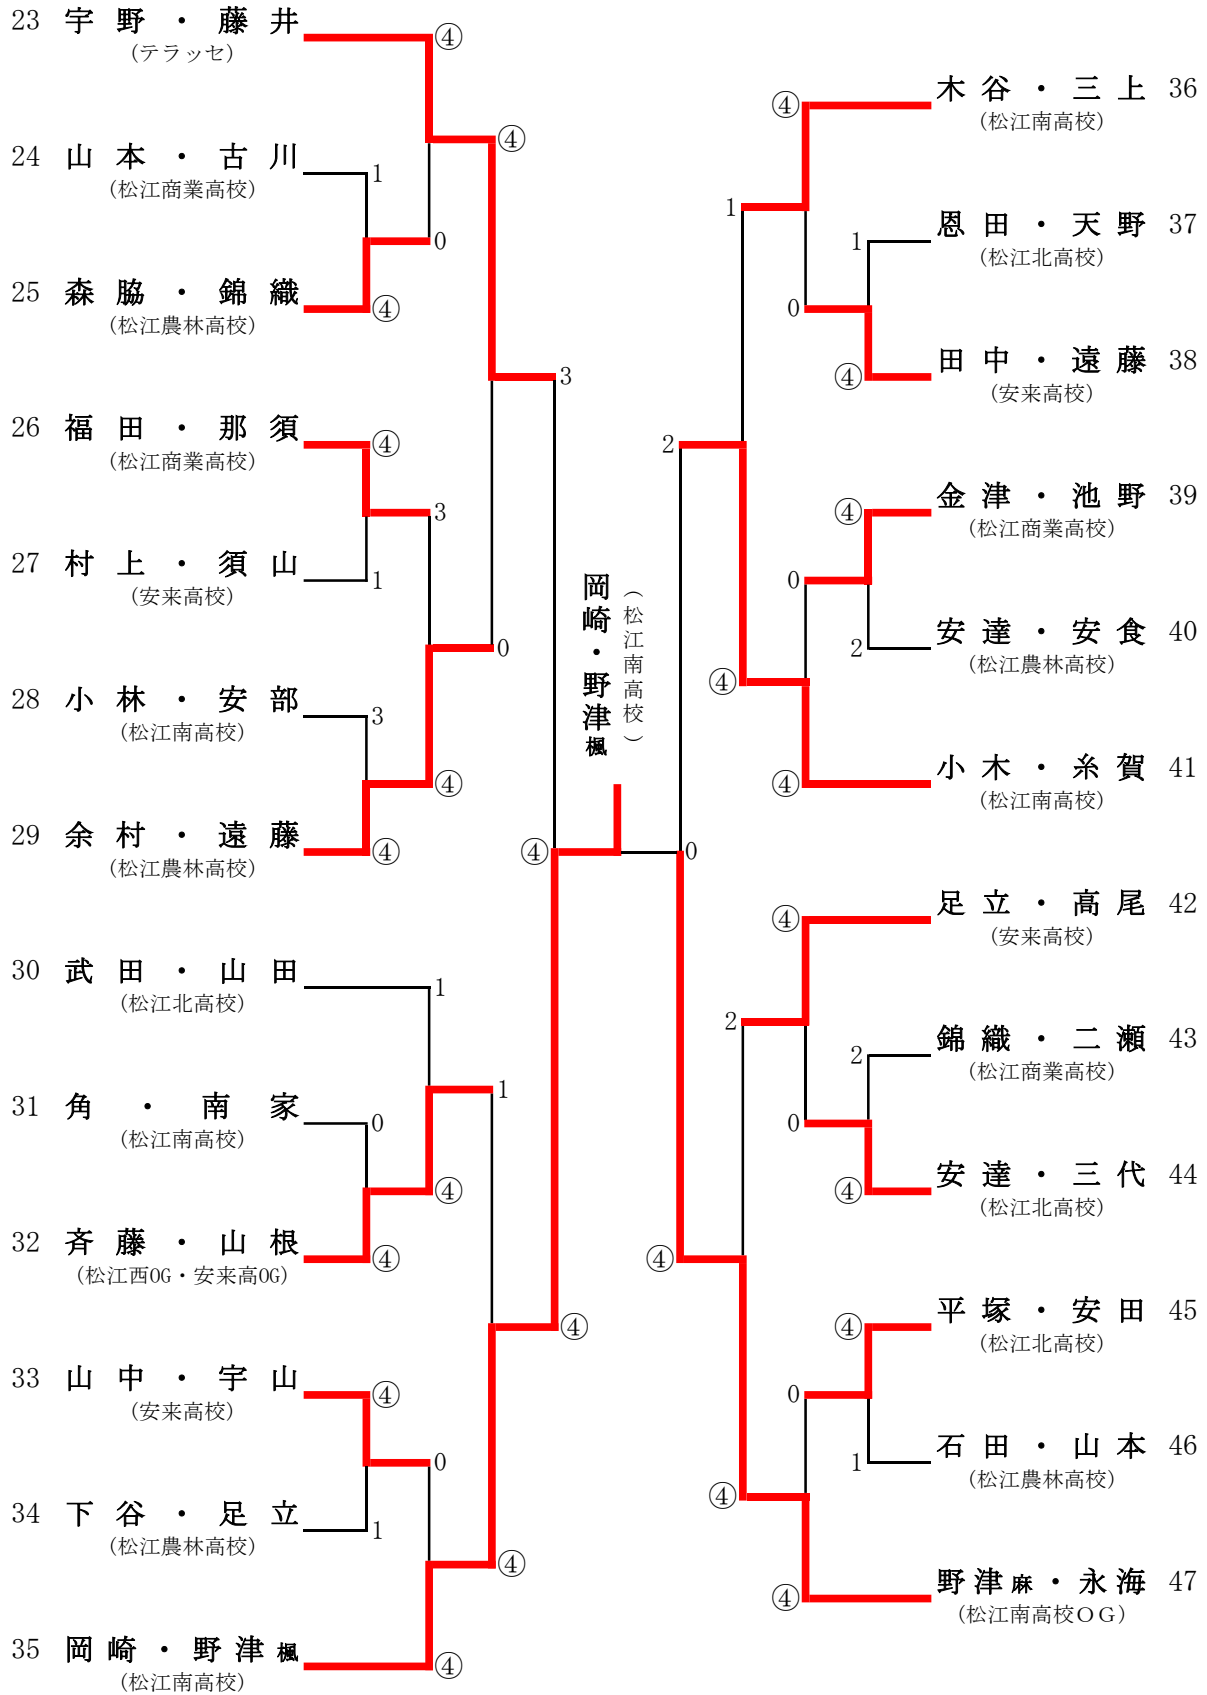 23 宇野・藤井
(テラッセ)
④
④
24 山本・古川
(松江商業高校)
1
0
25 森脇・錦織
(松江農林高校)
④
3
26 福田・那須
(松江商業高校)
④
3
27 村上・須山
(安来高校)
1
0
28 小林・安部
(松江南高校)
3
④
29 余村・遠藤
(松江農林高校)
④
④
30 武田・山田
(松江北高校)
1
1
31 角・南家
(松江南高校)
0
④
32 斉藤・山根
(松江西OG・安来高OG)
④
④
33 山中・宇山
(安来高校)
④
0
34 下谷・足立
(松江農林高校)
1
④
35 岡崎・野津楓
(松江南高校)
④
岡崎・野津楓
(松江南高校)
木谷・三上 36
(松江南高校)
④
1
恩田・天野 37
(松江北高校)
1
0
田中・遠藤 38
(安来高校)
④
2
金津・池野 39
(松江商業高校)
④
0
安達・安食 40
(松江農林高校)
2
④
小木・糸賀 41
(松江南高校)
④
0
足立・高尾 42
(安来高校)
④
2
錦織・二瀬 43
(松江商業高校)
2
0
安達・三代 44
(松江北高校)
④
④
平塚・安田 45
(松江北高校)
④
0
石田・山本 46
(松江農林高校)
1
④
野津麻・永海 47
(松江南高校ＯＧ)
④